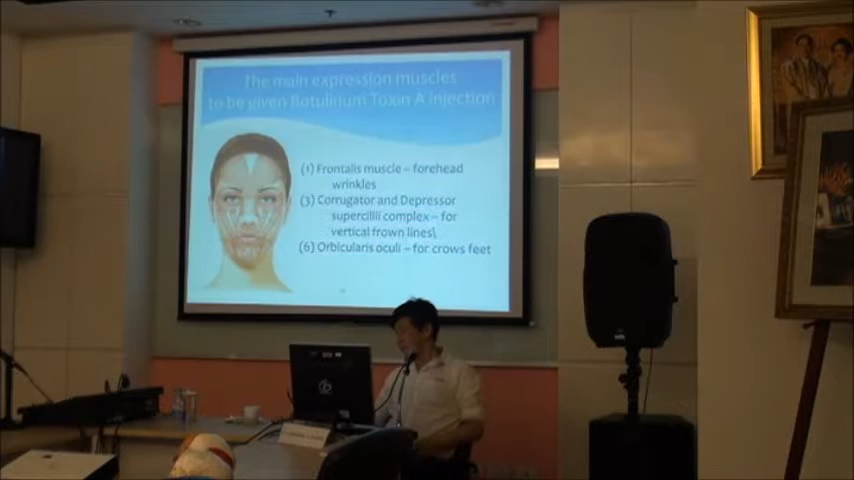 The main expression muscles
to be given Botulinum Toxin A injection
(1) Frontalis muscle – forehead
wrinkles
(3) Corrugator and Depressor
supercillii complex – for
vertical frown lines\
(6) Orbicularis oculi – for crows feet